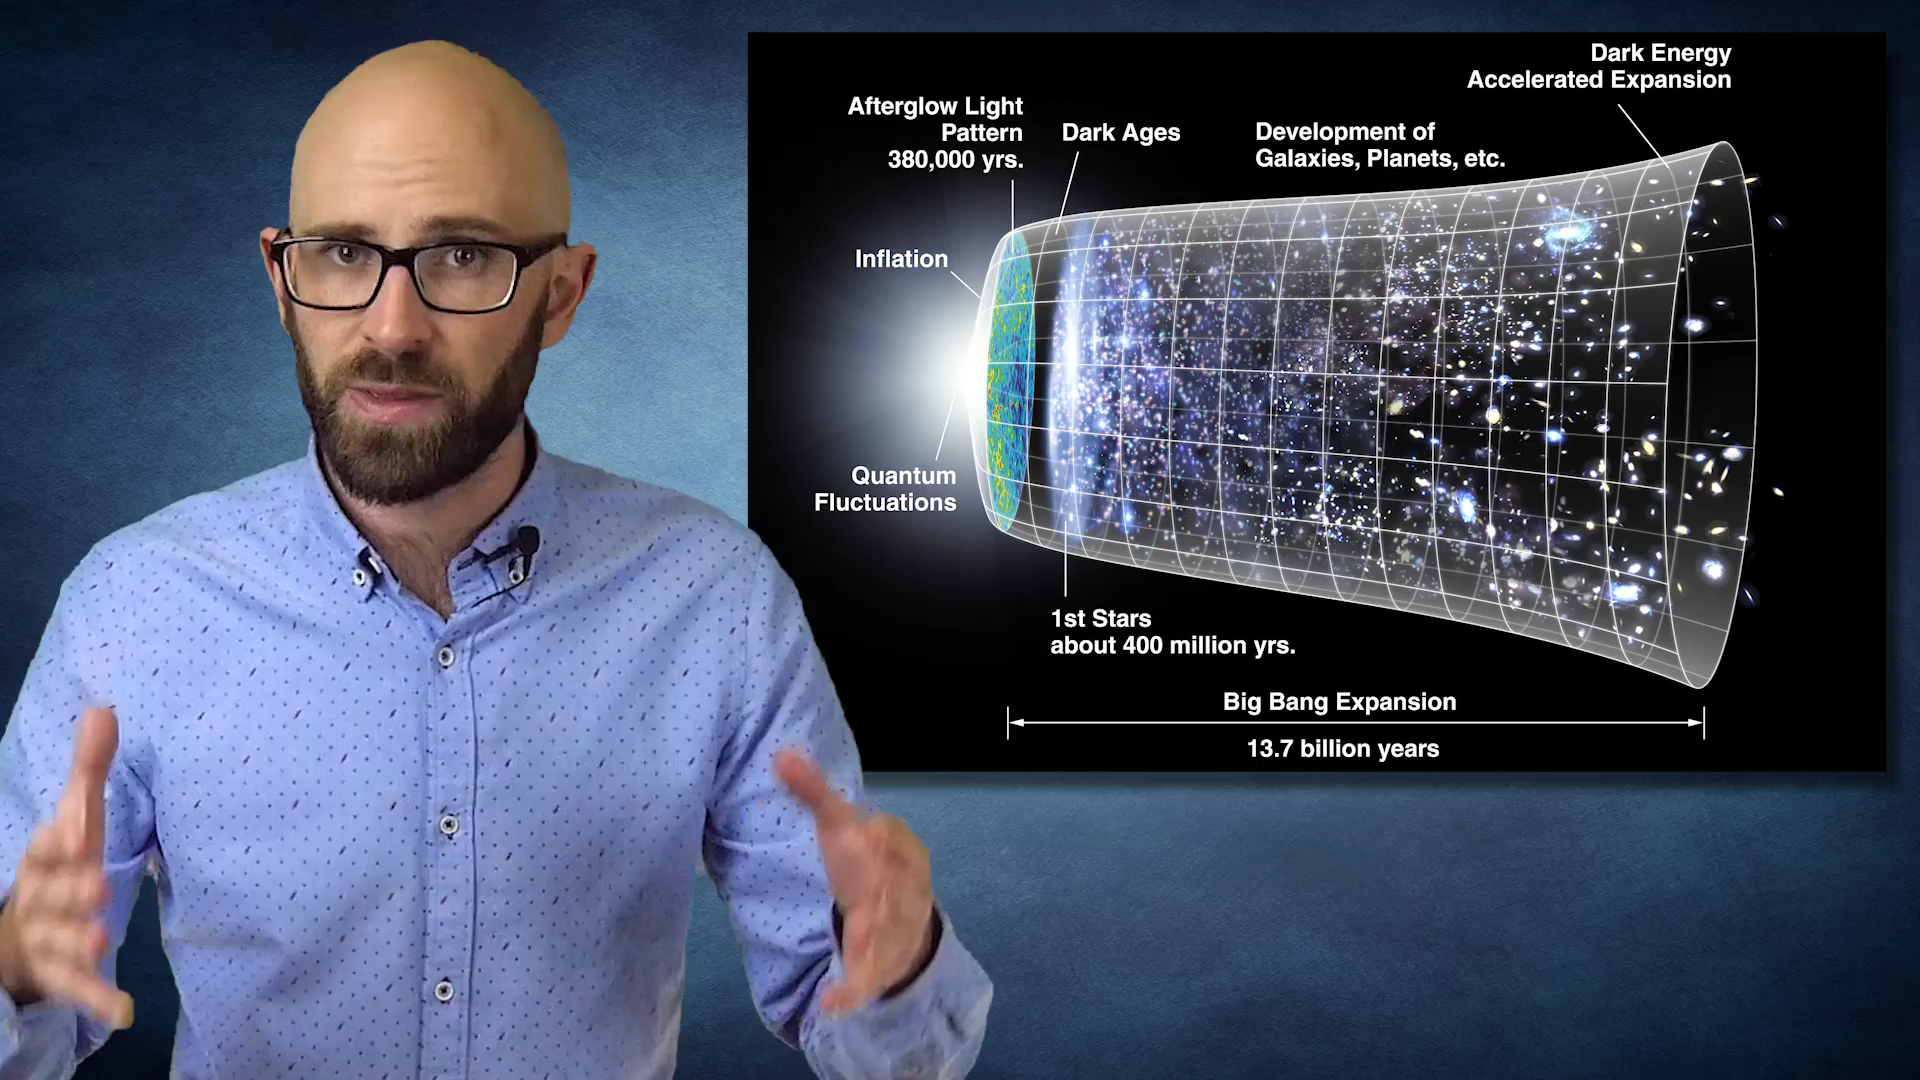 Dark Energy
Accelerated Expansion
Afterglow Light
Pattern
380,000 yrs.
Dark Ages
Development of
Galaxies, Planets, etc.
Inflation
Quantum
Fluctuations
1st Stars
about 400 million yrs.
Big Bang Expansion
13.7 billion years